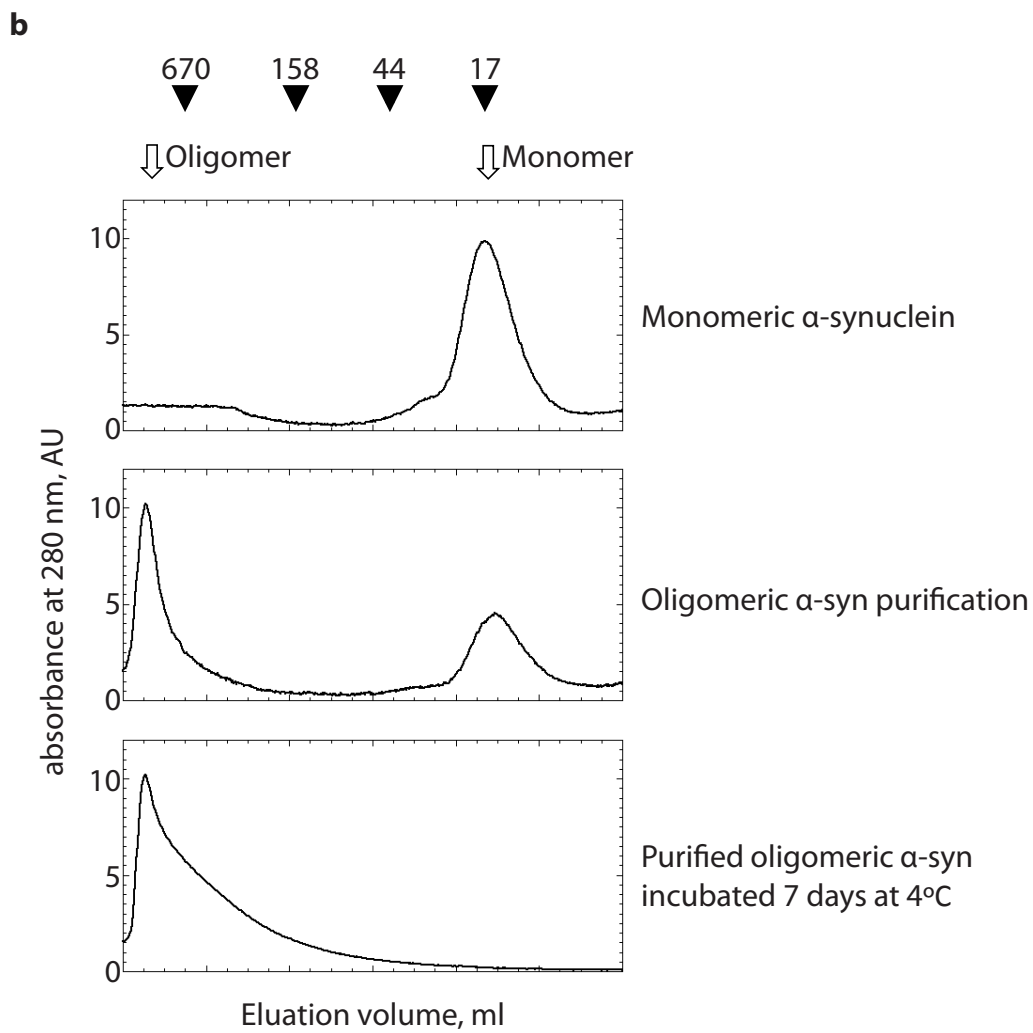 b
670 158 44 17
Oligomer Monomer
10
5
0
Monomeric α-synuclein
absorbance at 280 nm, AU
10
5
0
Oligomeric α-syn purification
10
5
0
Purified oligomeric α-syn
incubated 7 days at 4ºC
Eluation volume, ml